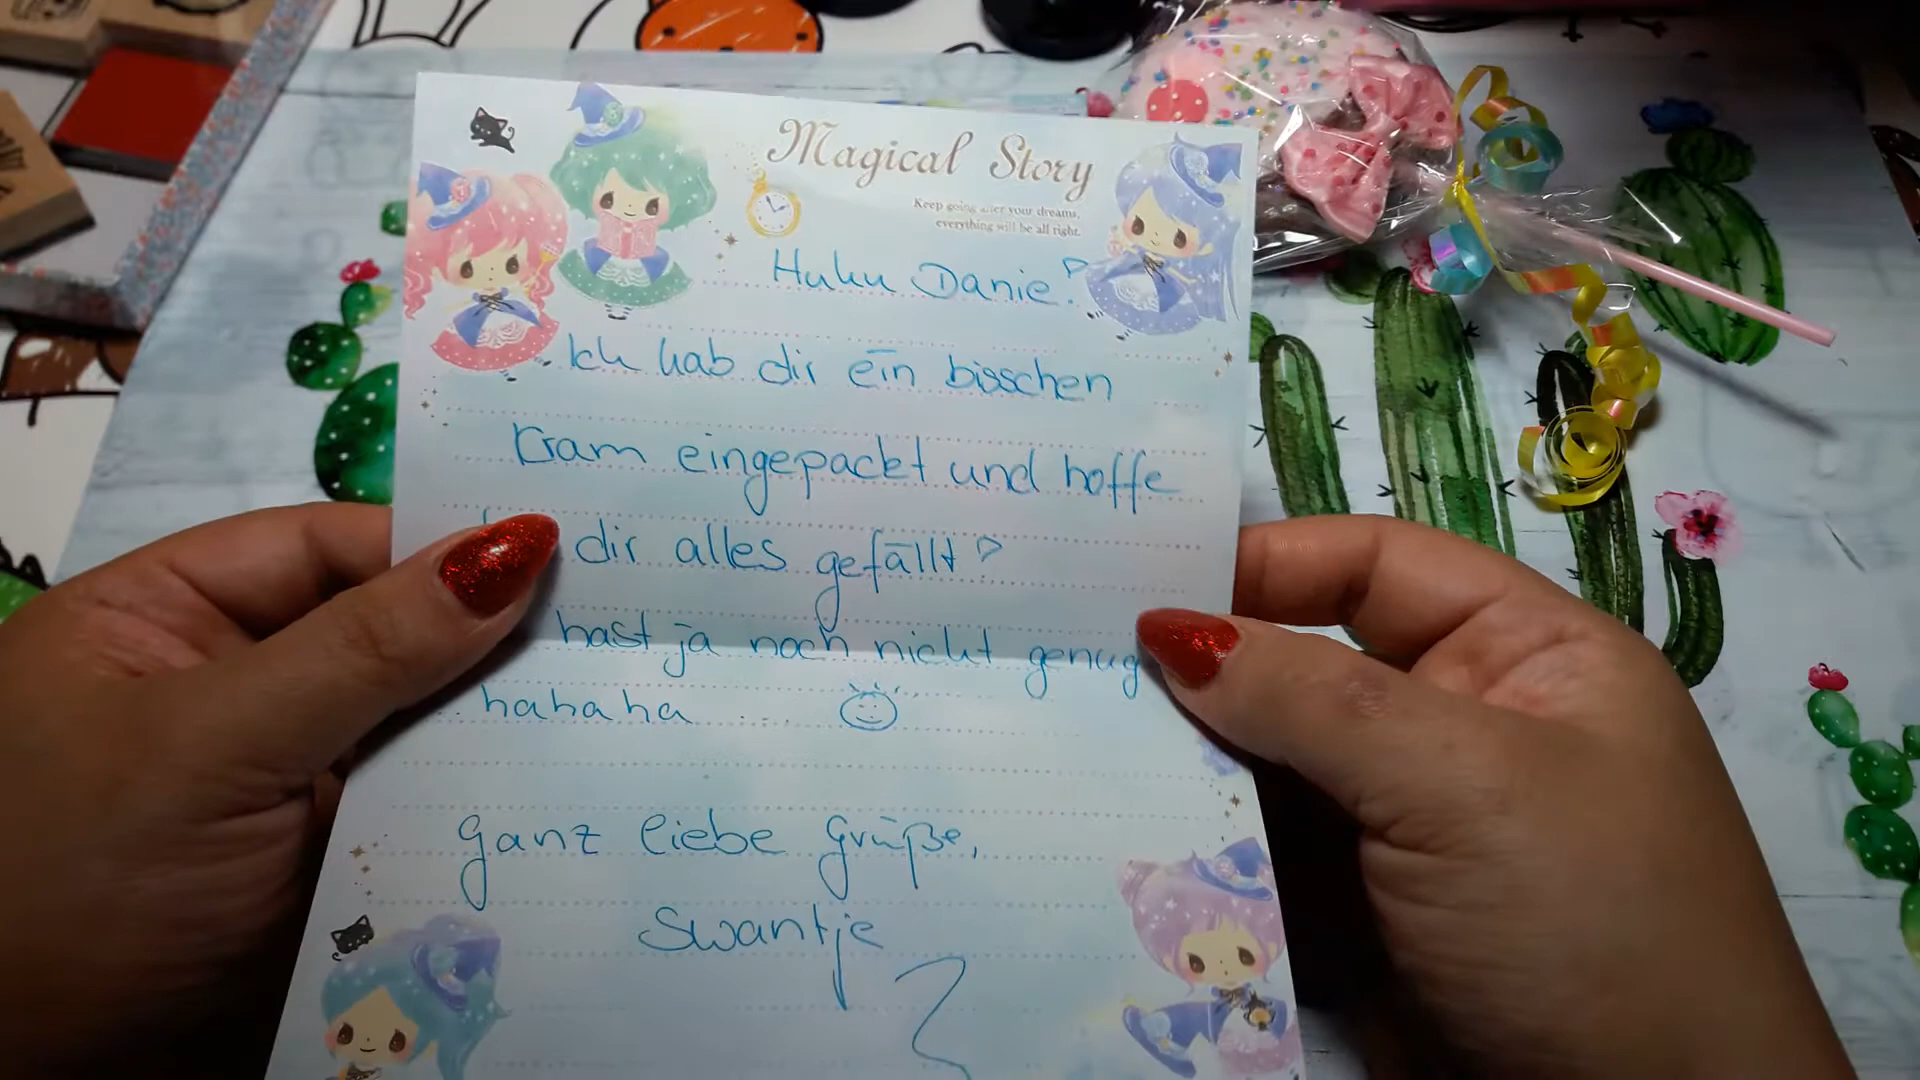 Magical Story
Keep going after your dreams,
everything will be all right.
Huhu Danie!
Ich hab dir ein bisschen
Kram eingepackt und hoffe
dir alles gefällt
hast ja noch nicht genug
hahaha ...
Ganz liebe Grüße,
Swantje